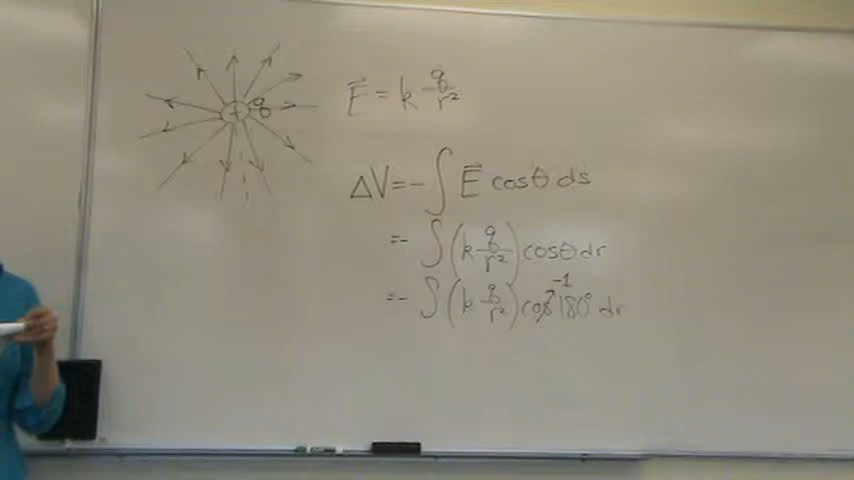 + q
E⃗ = k q/r²
ΔV = - ∫ E⃗ cosθ ds
= - ∫ (k q/r²) cosθ dr
= - ∫ (k q/r²) cos 180° dr
-1